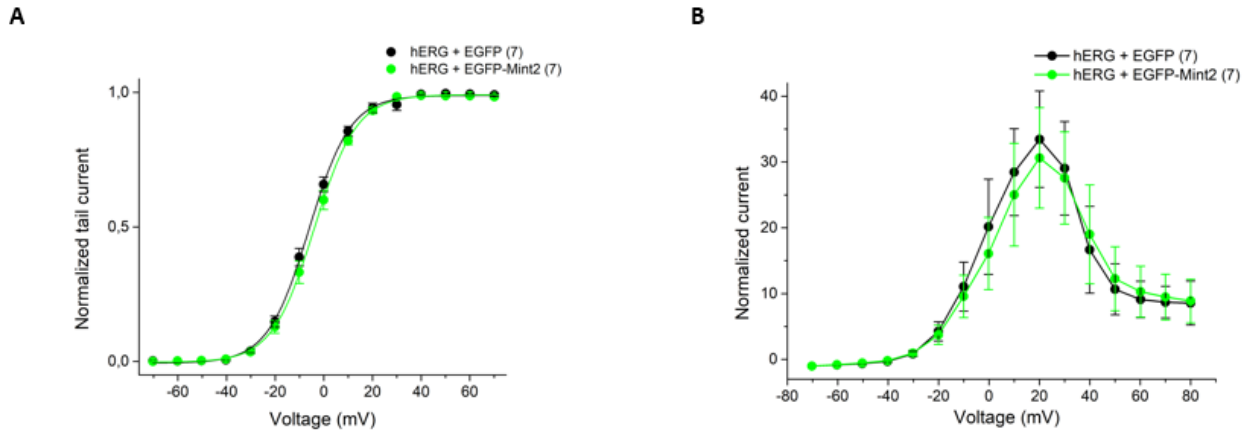 A
hERG + EGFP (7)
hERG + EGFP-Mint2 (7)
1,0
0,5
0,0
Normalized tail current
-60 -40 -20 0 20 40 60
Voltage (mV)
B
hERG + EGFP (7)
hERG + EGFP-Mint2 (7)
40
30
20
10
0
Normalized current
-80 -60 -40 -20 0 20 40 60 80
Voltage (mV)